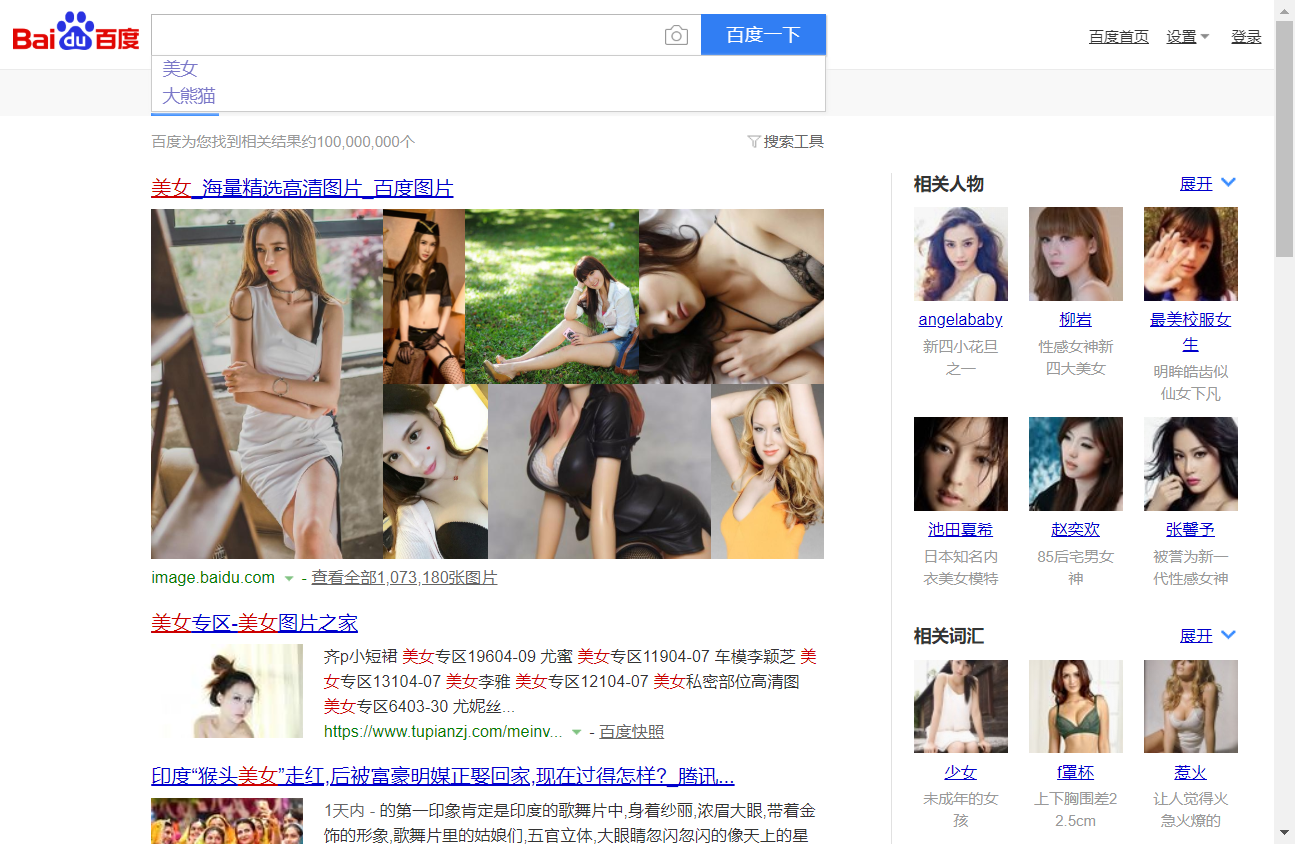 Bai du 百度
百度一下
百度首页 设置 登录
美女
大熊猫
百度为您找到相关结果约100,000,000个
搜索工具
美女_海量精选高清图片_百度图片
image.baidu.com - 查看全部1,073,180张图片
美女专区-美女图片之家
齐p小短裙 美女专区19604-09 尤蜜 美女专区11904-07 车模李颖芝 美
女专区13104-07 美女李雅 美女专区12104-07 美女私密部位高清图
美女专区6403-30 尤妮丝...
https://www.tupianzj.com/meinv... - 百度快照
印度“猴头美女”走红,后被富豪明媒正娶回家,现在过得怎样?_腾讯...
1天内 - 的第一印象肯定是印度的歌舞片中,身着纱丽,浓眉大眼,带着金
饰的形象,歌舞片里的姑娘们,五官立体,大眼睛忽闪忽闪的像天上的星
相关人物 展开
angelababy
新四小花旦
之一
柳岩
性感女神新
四大美女
最美校服女
生
明眸皓齿似
仙女下凡
池田夏希
日本知名内
衣美女模特
赵奕欢
85后宅男女
神
张馨予
被誉为新一
代性感女神
相关词汇 展开
少女
未成年的女
孩
f罩杯
上下胸围差2
2.5cm
惹火
让人觉得火
急火燎的